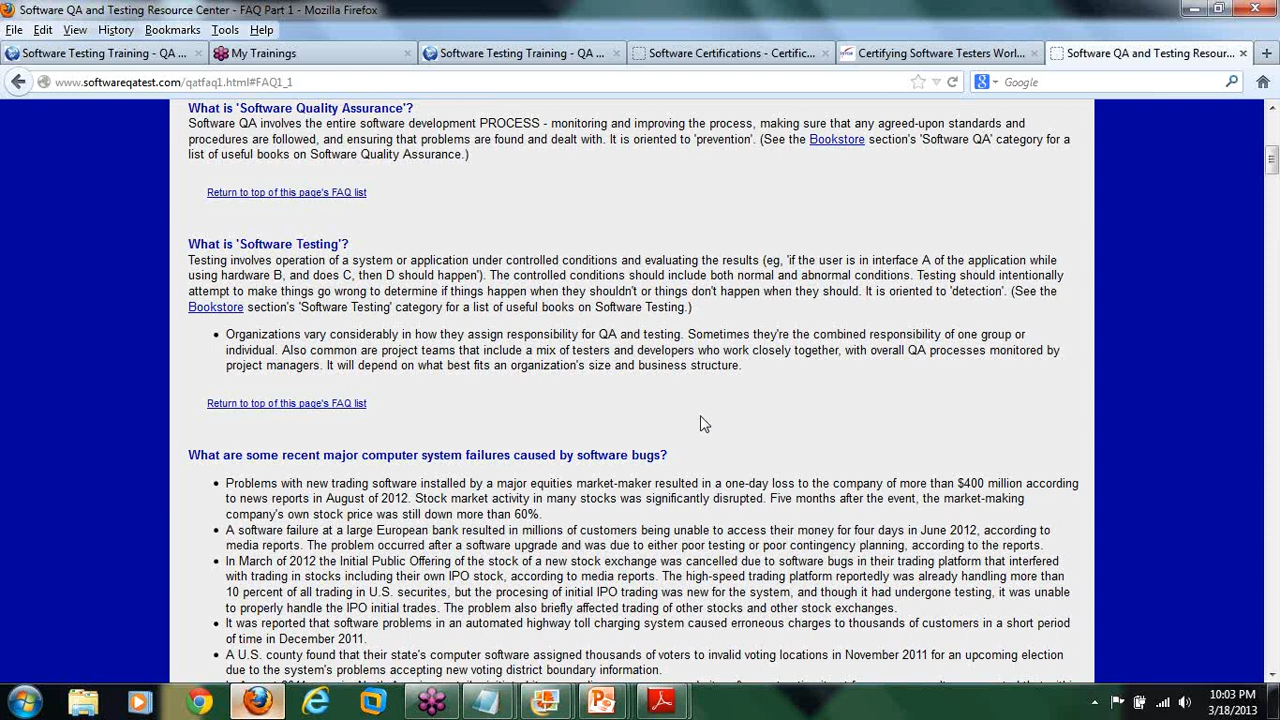 Software QA and Testing Resource Center - FAQ Part 1 - Mozilla Firefox
File Edit View History Bookmarks Tools Help
Software Testing Training - QA ...
My Trainings
Software Testing Training - QA ...
Software Certifications - Certific...
Certifying Software Testers Worl...
Software QA and Testing Resour...
www.softwareqatest.com/qatfaq1.html#FAQ1_1
Google
What is 'Software Quality Assurance'?
Software QA involves the entire software development PROCESS - monitoring and improving the process, making sure that any agreed-upon standards and
procedures are followed, and ensuring that problems are found and dealt with. It is oriented to 'prevention'. (See the Bookstore section's 'Software QA' category for a
list of useful books on Software Quality Assurance.)
Return to top of this page's FAQ list
What is 'Software Testing'?
Testing involves operation of a system or application under controlled conditions and evaluating the results (eg, 'if the user is in interface A of the application while
using hardware B, and does C, then D should happen'). The controlled conditions should include both normal and abnormal conditions. Testing should intentionally
attempt to make things go wrong to determine if things happen when they shouldn't or things don't happen when they should. It is oriented to 'detection'. (See the
Bookstore section's 'Software Testing' category for a list of useful books on Software Testing.)
Organizations vary considerably in how they assign responsibility for QA and testing. Sometimes they're the combined responsibility of one group or
individual. Also common are project teams that include a mix of testers and developers who work closely together, with overall QA processes monitored by
project managers. It will depend on what best fits an organization's size and business structure.
Return to top of this page's FAQ list
What are some recent major computer system failures caused by software bugs?
Problems with new trading software installed by a major equities market-maker resulted in a one-day loss to the company of more than $400 million according
to news reports in August of 2012. Stock market activity in many stocks was significantly disrupted. Five months after the event, the market-making
company's own stock price was still down more than 60%.
A software failure at a large European bank resulted in millions of customers being unable to access their money for four days in June 2012, according to
media reports. The problem occurred after a software upgrade and was due to either poor testing or poor contingency planning, according to the reports.
In March of 2012 the Initial Public Offering of the stock of a new stock exchange was cancelled due to software bugs in their trading platform that interfered
with trading in stocks including their own IPO stock, according to media reports. The high-speed trading platform reportedly was already handling more than
10 percent of all trading in U.S. securites, but the procesing of initial IPO trading was new for the system, and though it had undergone testing, it was unable
to properly handle the IPO initial trades. The problem also briefly affected trading of other stocks and other stock exchanges.
It was reported that software problems in an automated highway toll charging system caused erroneous charges to thousands of customers in a short period
of time in December 2011.
A U.S. county found that their state's computer software assigned thousands of voters to invalid voting locations in November 2011 for an upcoming election
due to the system's problems accepting new voting district boundary information.
10:03 PM
3/18/2013